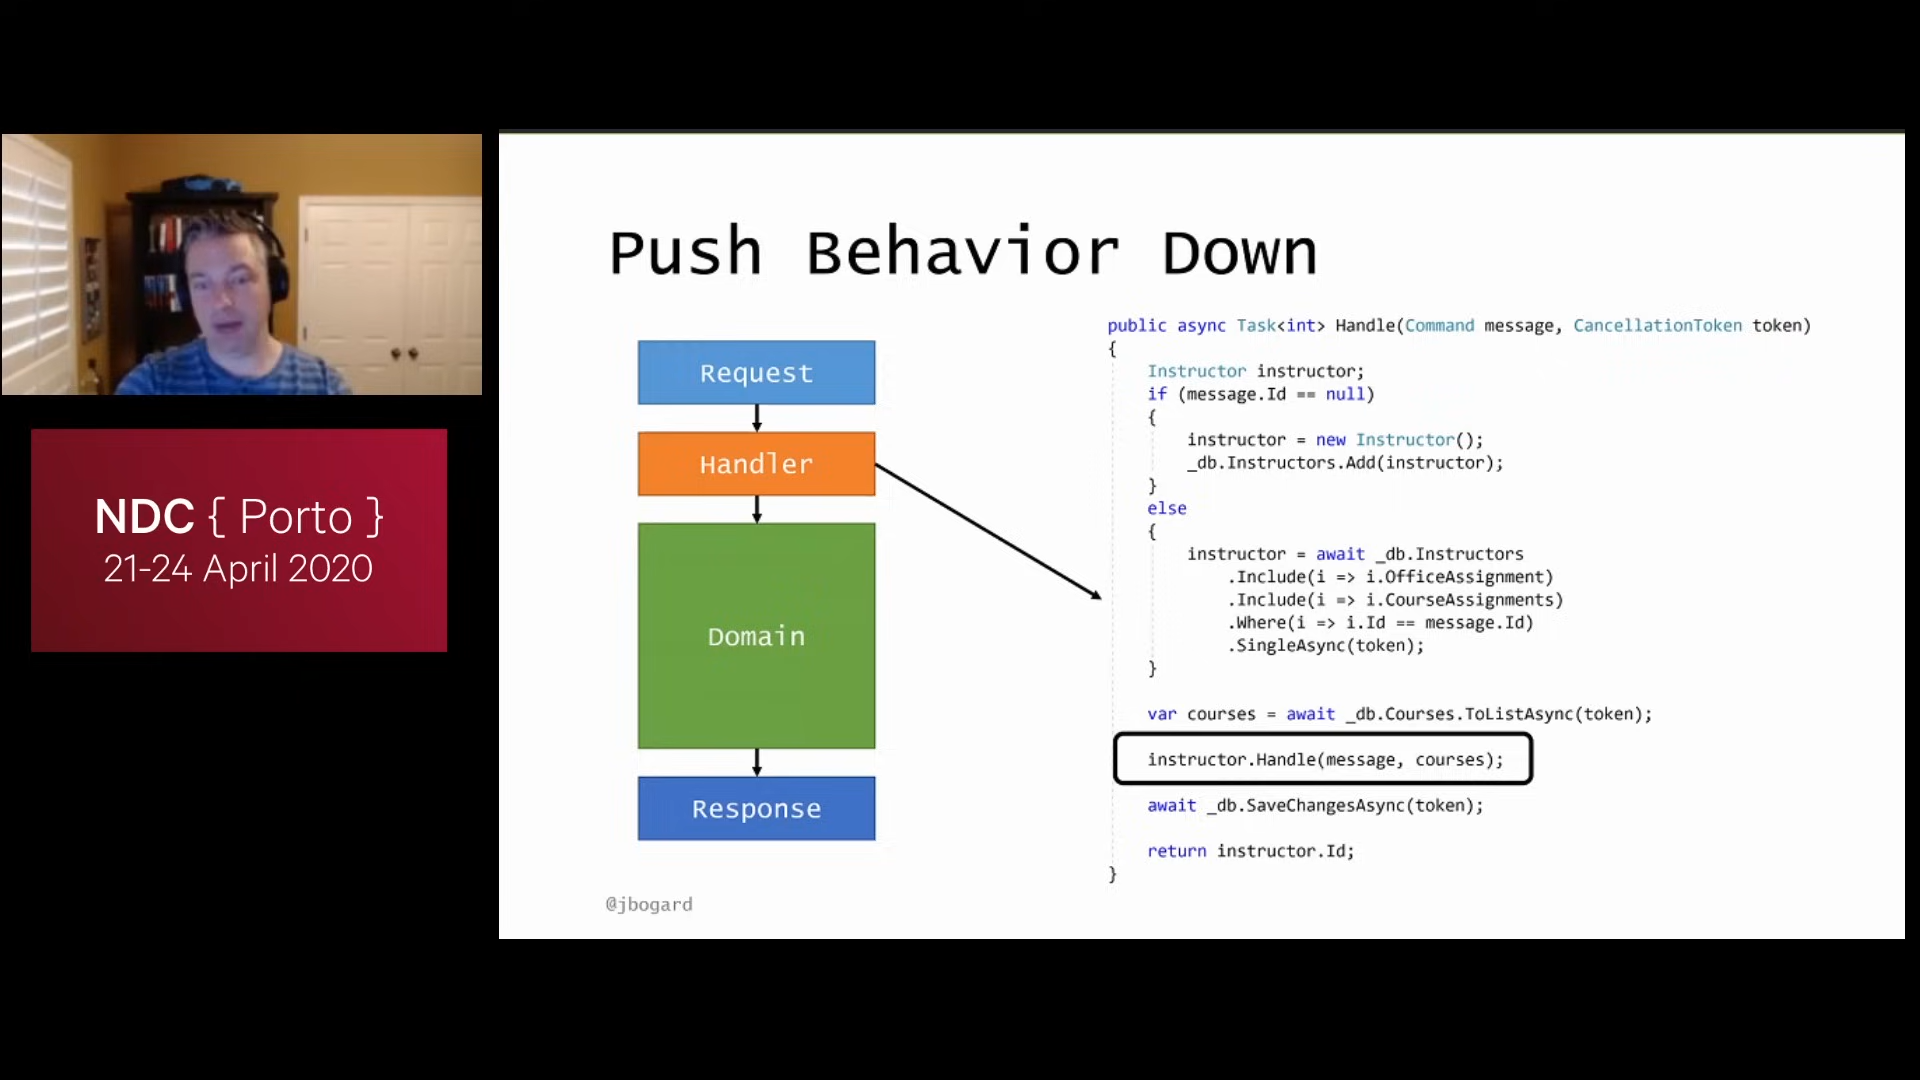 NDC { Porto }
21-24 April 2020
Push Behavior Down
Request
Handler
Domain
Response
public async Task<int> Handle(Command message, CancellationToken token)
{
Instructor instructor;
if (message.Id == null)
{
instructor = new Instructor();
_db.Instructors.Add(instructor);
}
else
{
instructor = await _db.Instructors
.Include(i => i.OfficeAssignment)
.Include(i => i.CourseAssignments)
.Where(i => i.Id == message.Id)
.SingleAsync(token);
}
var courses = await _db.Courses.ToListAsync(token);
instructor.Handle(message, courses);
await _db.SaveChangesAsync(token);
return instructor.Id;
}
@jbogard